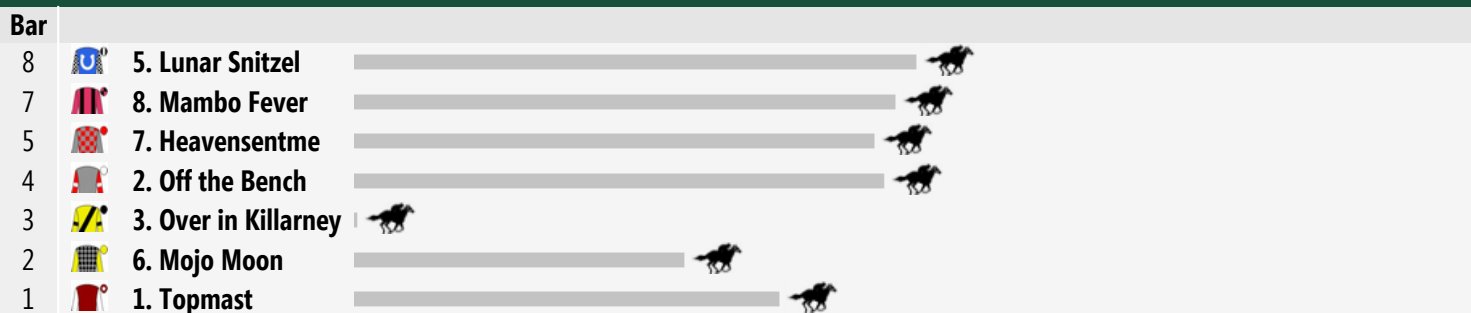 Bar
8 5. Lunar Snitzel
7 8. Mambo Fever
5 7. Heavensentme
4 2. Off the Bench
3 3. Over in Killarney
2 6. Mojo Moon
1 1. Topmast